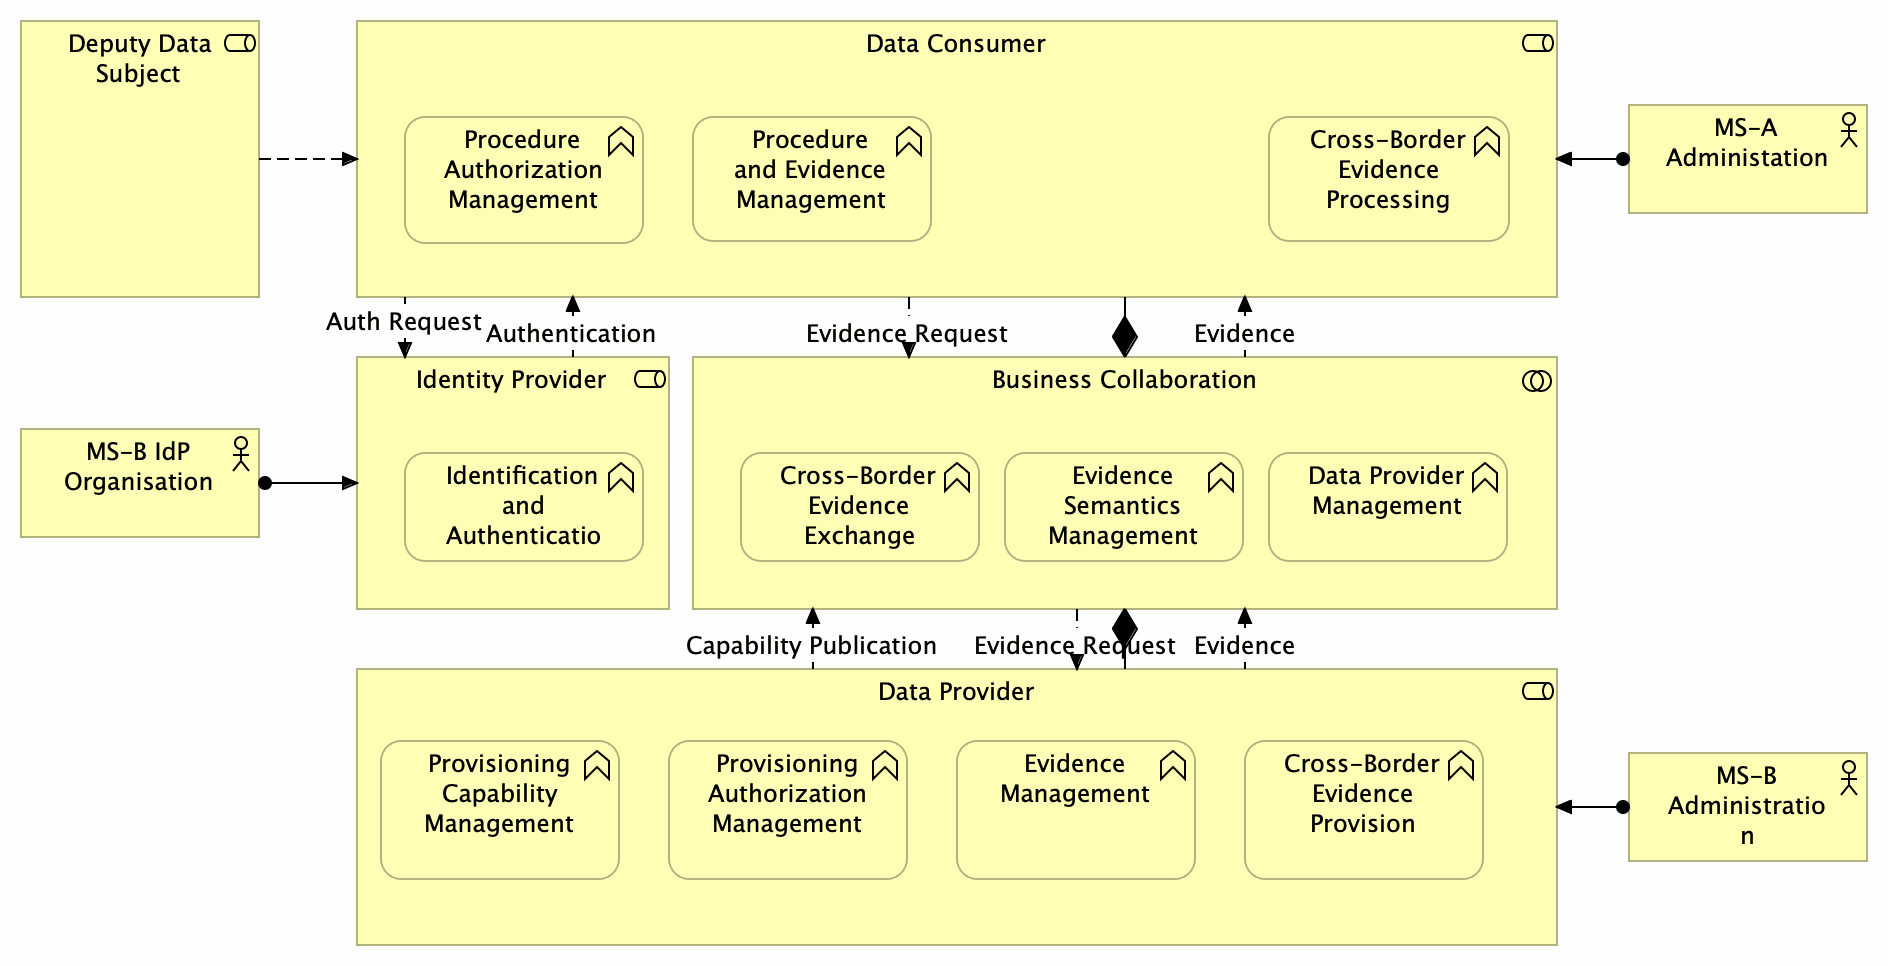 Deputy Data
Subject
Data Consumer
Procedure
Authorization
Management
Procedure
and Evidence
Management
Cross-Border
Evidence
Processing
MS-A
Administation
Auth Request
Authentication
Evidence Request
Evidence
Identity Provider
Business Collaboration
MS-B IdP
Organisation
Identification
and
Authenticatio
Cross-Border
Evidence
Exchange
Evidence
Semantics
Management
Data Provider
Management
Capability Publication
Evidence Request
Evidence
Data Provider
Provisioning
Capability
Management
Provisioning
Authorization
Management
Evidence
Management
Cross-Border
Evidence
Provision
MS-B
Administratio
n